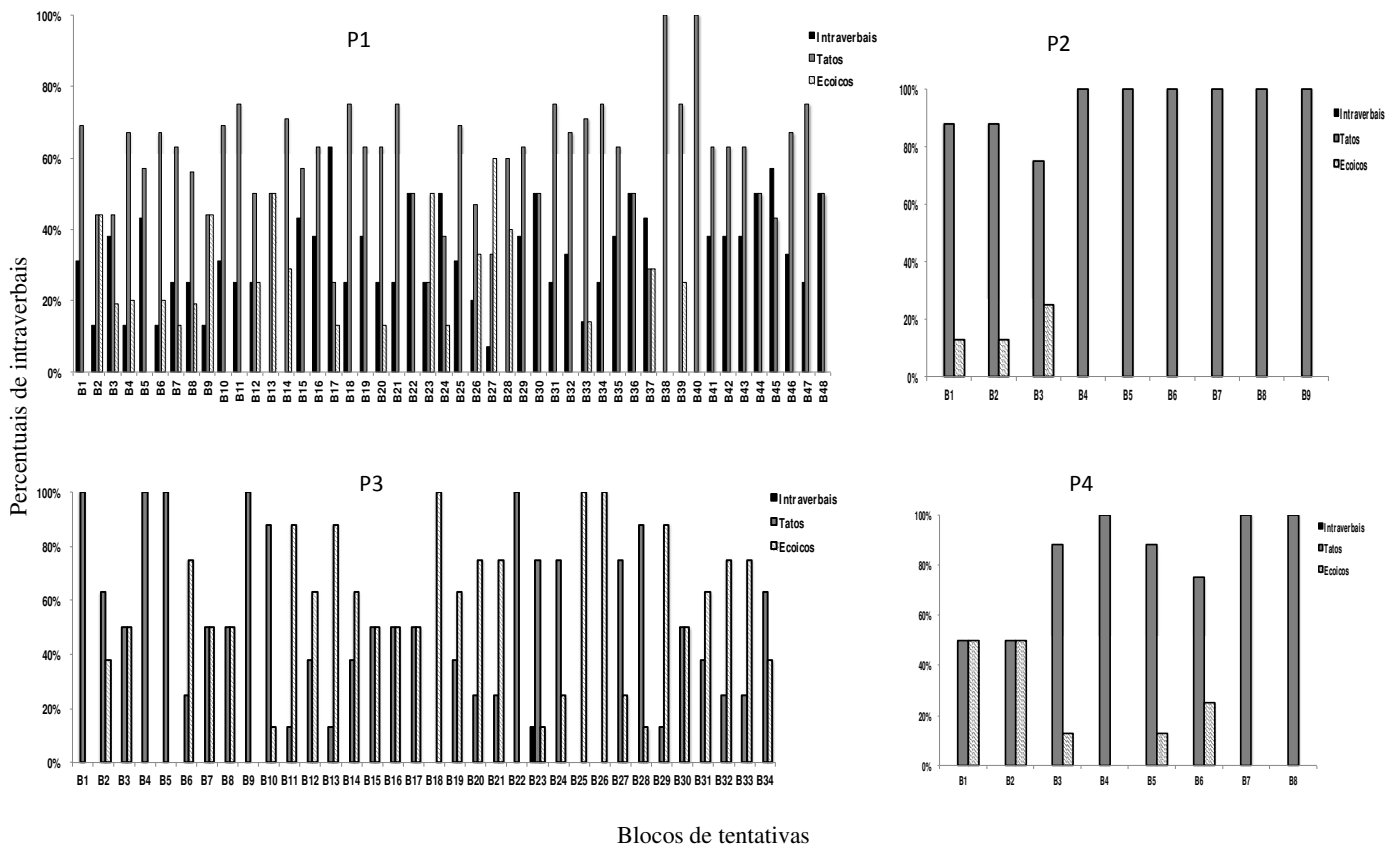 Percentuais de intraverbais
P1
Intraverbais
Tatos
Ecoicos
100%
80%
60%
40%
20%
0%
B1 B2 B3 B4 B5 B6 B7 B8 B9 B10 B11 B12 B13 B14 B15 B16 B17 B18 B19 B20 B21 B22 B23 B24 B25 B26 B27 B28 B29 B30 B31 B32 B33 B34 B35 B36 B37 B38 B39 B40 B41 B42 B43 B44 B45 B46 B47 B48
P2
Intraverbais
Tatos
Ecoicos
100%
80%
60%
40%
20%
0%
B1 B2 B3 B4 B5 B6 B7 B8 B9
P3
Intraverbais
Tatos
Ecoicos
100%
80%
60%
40%
20%
0%
B1 B2 B3 B4 B5 B6 B7 B8 B9 B10 B11 B12 B13 B14 B15 B16 B17 B18 B19 B20 B21 B22 B23 B24 B25 B26 B27 B28 B29 B30 B31 B32 B33 B34
P4
Intraverbais
Tatos
Ecoicos
100%
80%
60%
40%
20%
0%
B1 B2 B3 B4 B5 B6 B7 B8
Blocos de tentativas